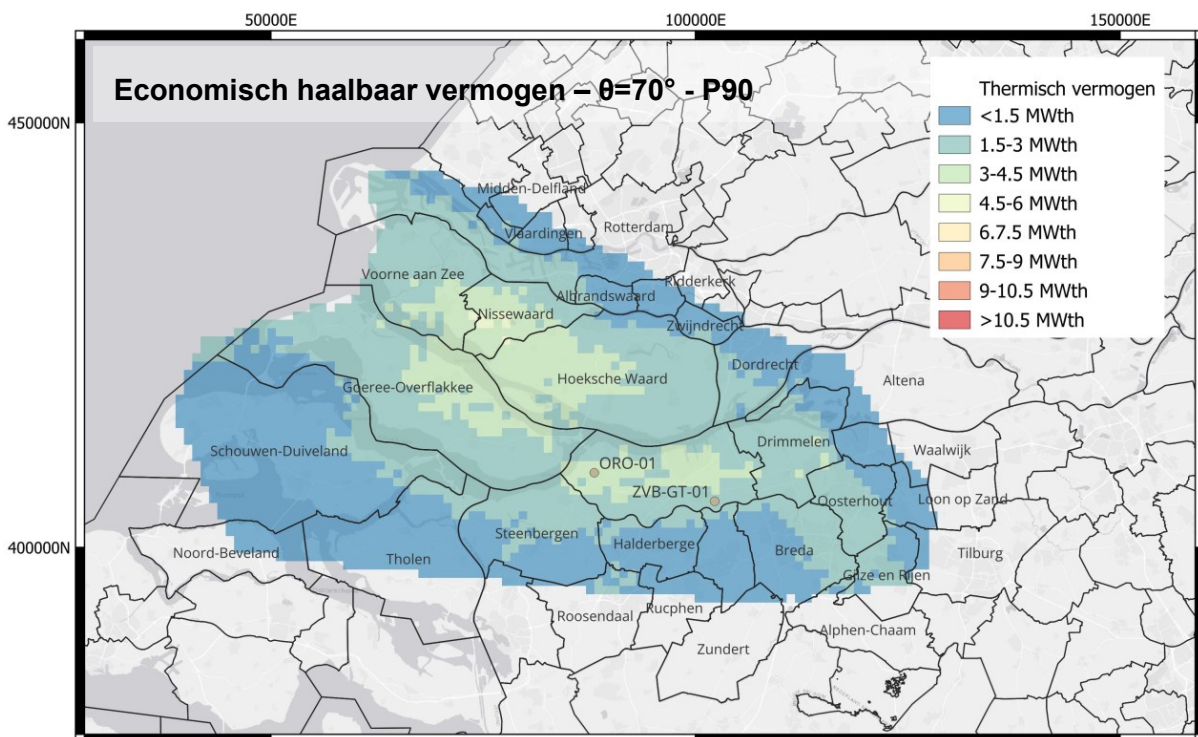 50000E
100000E
150000E
450000N
400000N
Economisch haalbaar vermogen – θ=70° - P90
Thermisch vermogen
<1.5 MWth
1.5-3 MWth
3-4.5 MWth
4.5-6 MWth
6.7.5 MWth
7.5-9 MWth
9-10.5 MWth
>10.5 MWth
Midden-Delfland
Vlaardingen
Rotterdam
Voorne aan Zee
Albrandswaard
Ridderkerk
Nissewaard
Zwijndrecht
Dordrecht
Goeree-Overflakkee
Hoeksche Waard
Altena
Schouwen-Duiveland
Drimmelen
Waalwijk
ORO-01
ZVB-GT-01
Oosterhout
Loon op Zand
Steenbergen
Halderberge
Breda
Noord-Beveland
Tholen
Tilburg
Gilze en Rijen
Roosendaal
Rucphen
Alphen-Chaam
Zundert